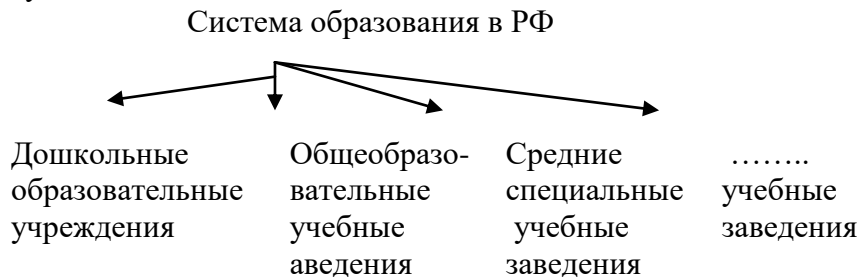 Система образования в РФ
Дошкольные
образовательные
учреждения
Общеобразо-
вательные
учебные
аведения
Средние
специальные
учебные
заведения
……..
учебные
заведения